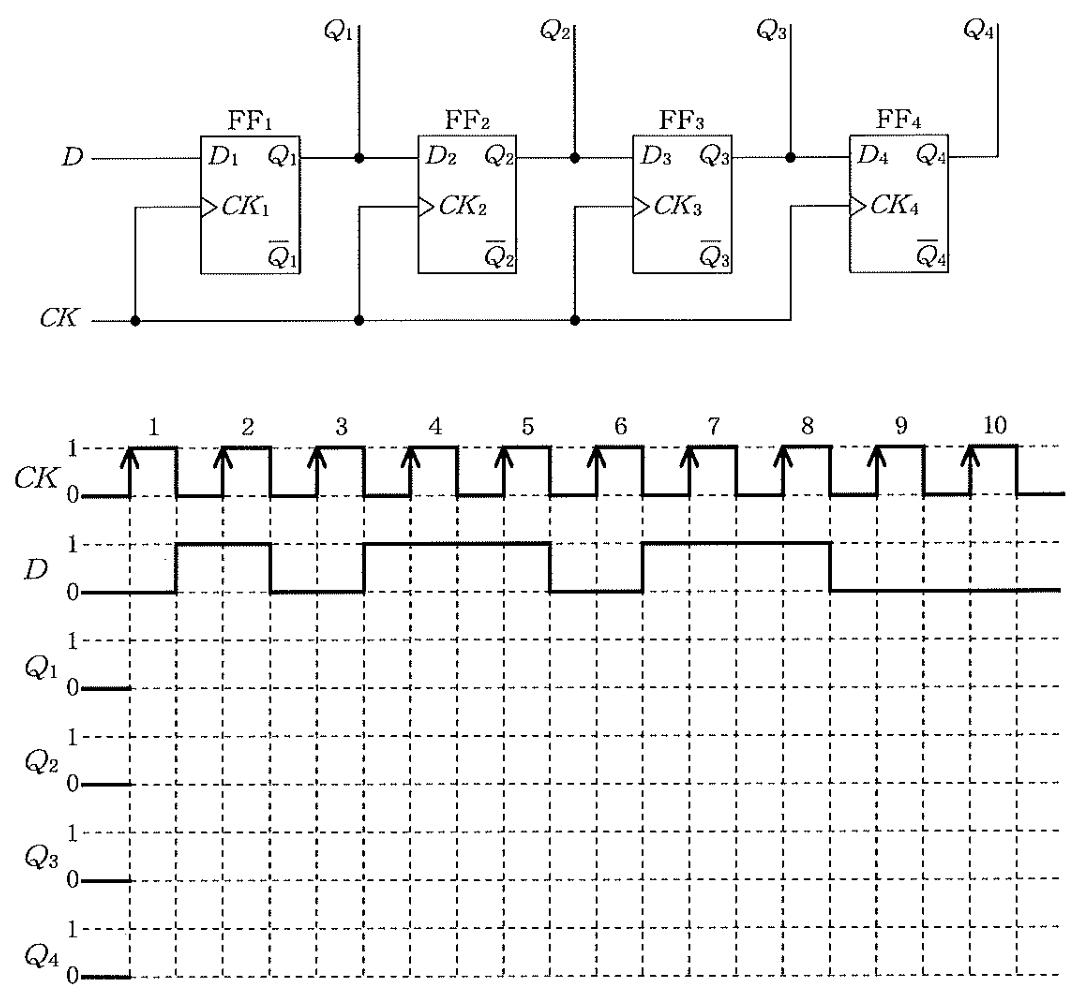 Q₁ Q₂ Q₃ Q₄
FF₁ FF₂ FF₃ FF₄
D D₁ Q₁ D₂ Q₂ D₃ Q₃ D₄ Q₄
CK₁ CK₂ CK₃ CK₄
Q̅₁ Q̅₂ Q̅₃ Q̅₄
CK
1 2 3 4 5 6 7 8 9 10
1
CK
0
1
D
0
1
Q₁
0
1
Q₂
0
1
Q₃
0
1
Q₄
0